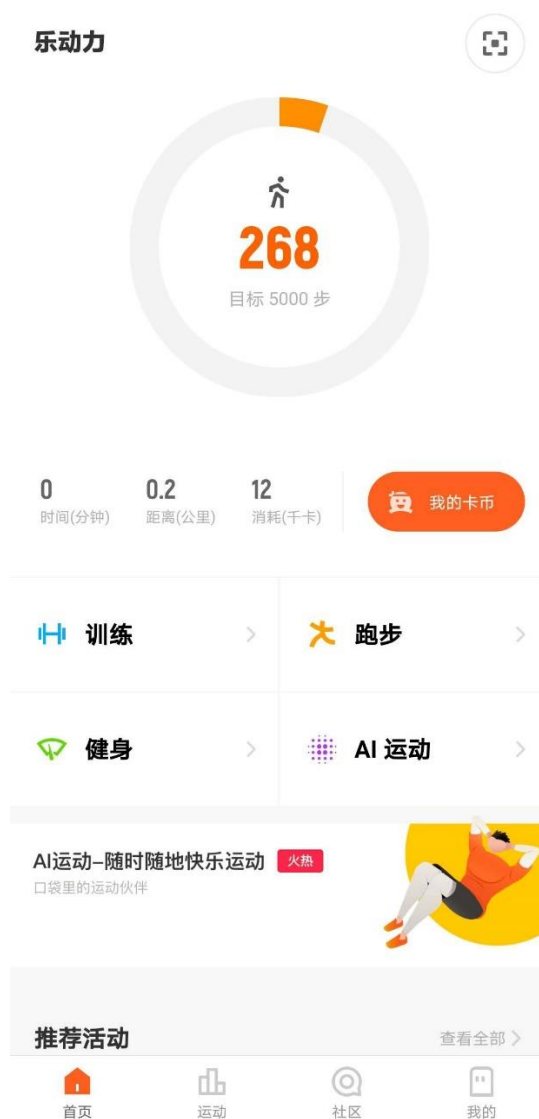 乐动力
268
目标 5000 步
0
时间(分钟)
0.2
距离(公里)
12
消耗(千卡)
我的卡币
训练
跑步
健身
AI 运动
AI运动–随时随地快乐运动
火热
口袋里的运动伙伴
推荐活动
查看全部
首页
运动
社区
我的